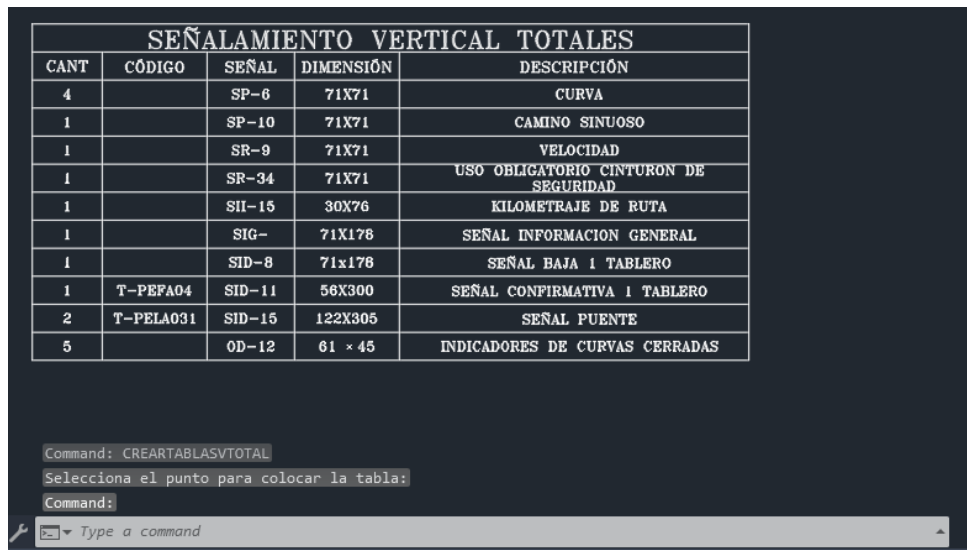 SEÑALAMIENTO VERTICAL TOTALES
CANT CÓDIGO SEÑAL DIMENSIÓN DESCRIPCIÓN
4 SP-6 71X71 CURVA
1 SP-10 71X71 CAMINO SINUOSO
1 SR-9 71X71 VELOCIDAD
1 SR-34 71X71 USO OBLIGATORIO CINTURON DE
SEGURIDAD
1 SII-15 30X76 KILOMETRAJE DE RUTA
1 SIG- 71X178 SEÑAL INFORMACION GENERAL
1 SID-8 71x178 SEÑAL BAJA 1 TABLERO
1 T-PEFA04 SID-11 56X300 SEÑAL CONFIRMATIVA 1 TABLERO
2 T-PELA031 SID-15 122X305 SEÑAL PUENTE
5 OD-12 61 × 45 INDICADORES DE CURVAS CERRADAS
Command: CREARTABLASVTOTAL
Selecciona el punto para colocar la tabla:
Command:
Type a command